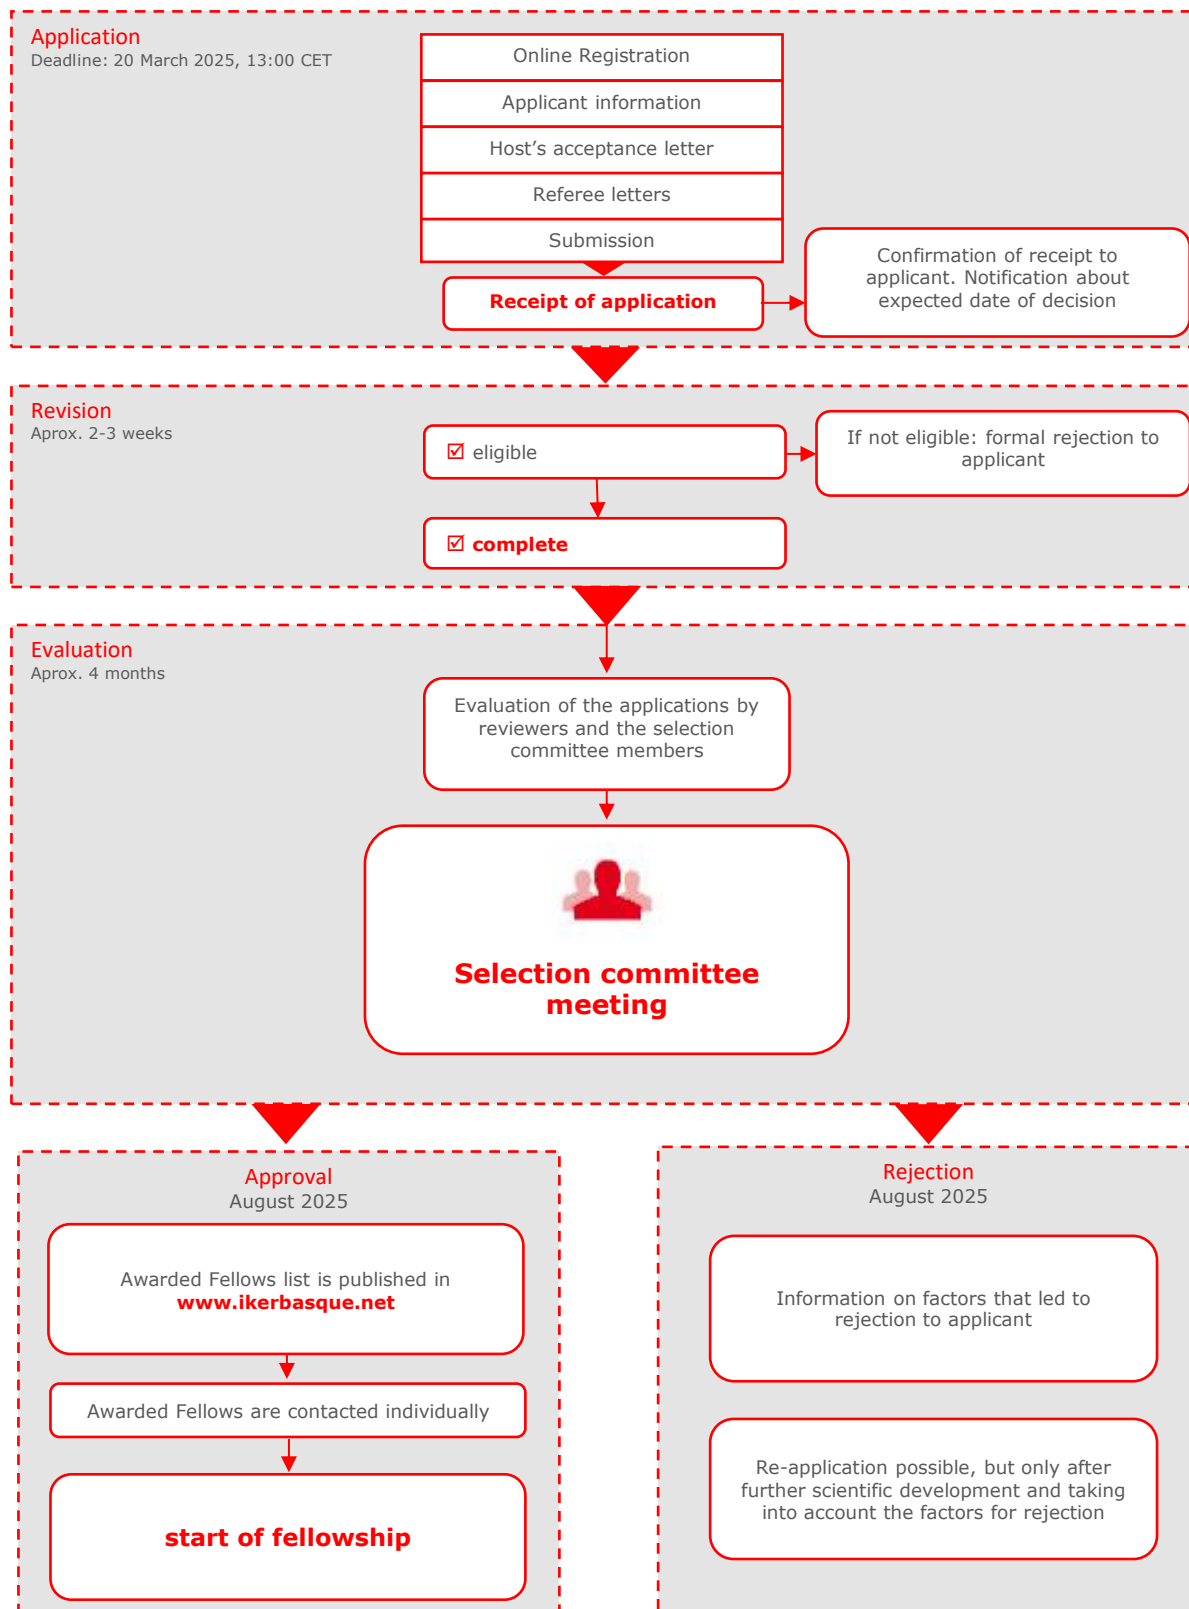 Application
Deadline: 20 March 2025, 13:00 CET
Online Registration
Applicant information
Host’s acceptance letter
Referee letters
Submission
Receipt of application
Confirmation of receipt to
applicant. Notification about
expected date of decision
Revision
Aprox. 2-3 weeks
☑ eligible
If not eligible: formal rejection to
applicant
☑ complete
Evaluation
Aprox. 4 months
Evaluation of the applications by
reviewers and the selection
committee members
Selection committee
meeting
Approval
August 2025
Awarded Fellows list is published in
www.ikerbasque.net
Awarded Fellows are contacted individually
start of fellowship
Rejection
August 2025
Information on factors that led to
rejection to applicant
Re-application possible, but only after
further scientific development and taking
into account the factors for rejection